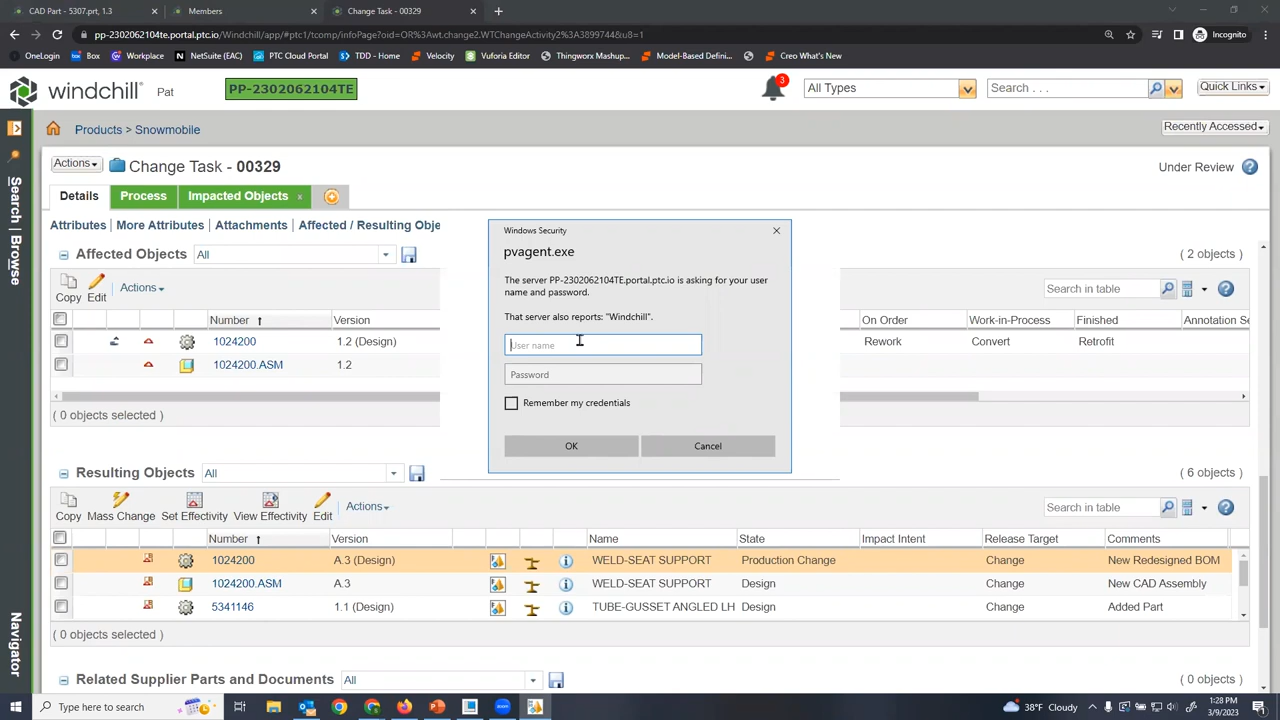 CAD Part - 5307.prt, 1.3
Members
Change Task - 00329
pp-2302062104te.portal.ptc.io/Windchill/app/#ptc1/tcomp/infoPage?oid=OR%3Awt.change2.WTChangeActivity2%3A3899744&u8=1
Incognito
OneLogin
Box
Workplace
NetSuite (EAC)
PTC Cloud Portal
TDD - Home
Vuforia Editor
Thingworx Mashup...
Model-Based Defini...
Creo What's New
windchill
Pat
PP-2302062104TE
3
All Types
Search . . .
Quick Links
Products > Snowmobile
Recently Accessed
Actions
Change Task - 00329
Under Review
Details
Process
Impacted Objects
Attributes
More Attributes
Attachments
Affected / Resulting Obje
Affected Objects
All
( 2 objects )
Copy
Edit
Actions
Search in table
Number
Version
On Order
Work-in-Process
Finished
Annotation Se
1024200
1.2 (Design)
Rework
Convert
Retrofit
1024200.ASM
1.2
( 0 objects selected )
Windows Security
pvagent.exe
The server PP-2302062104TE.portal.ptc.io is asking for your user
name and password.
That server also reports: "Windchill".
User name
Password
Remember my credentials
OK
Cancel
Resulting Objects
All
( 6 objects )
Copy
Mass Change
Set Effectivity
View Effectivity
Edit
Actions
Search in table
Number
Version
Name
State
Impact Intent
Release Target
Comments
1024200
A.3 (Design)
WELD-SEAT SUPPORT
Production Change
Change
New Redesigned BOM
1024200.ASM
A.3
WELD-SEAT SUPPORT
Design
Change
New CAD Assembly
5341146
1.1 (Design)
TUBE-GUSSET ANGLED LH
Design
Change
Added Part
( 0 objects selected )
Related Supplier Parts and Documents
All
( 0 objects )
Search | Browse
Navigator
Type here to search
38°F Cloudy
1:28 PM
3/9/2023